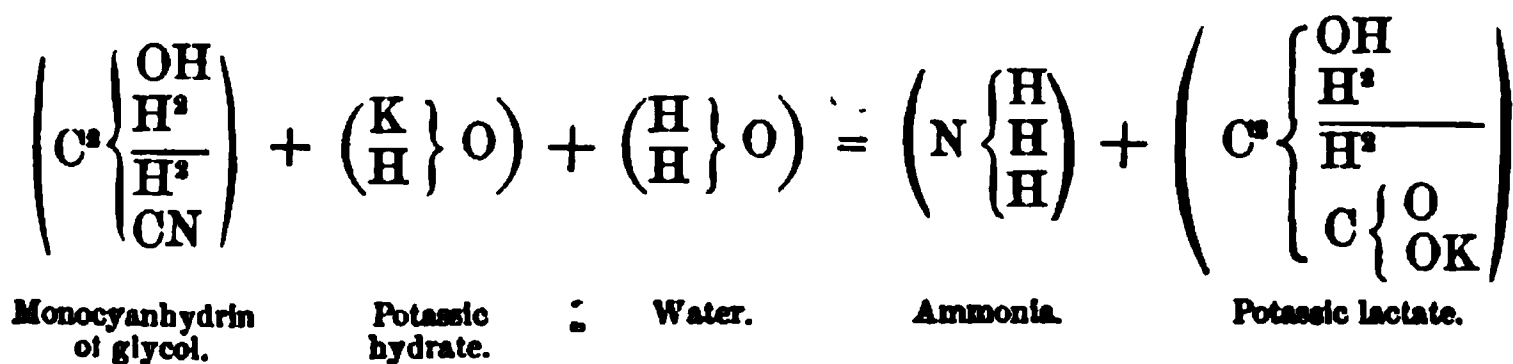 (C² { OH H² H² CN ) + ( K H } O ) + ( H H } O ) = ( N { H H H ) + ( C² { OH H² H² C { O OK )
Monocyanhydrin of glycol. Potassic hydrate. Water. Ammonia. Potassic lactate.